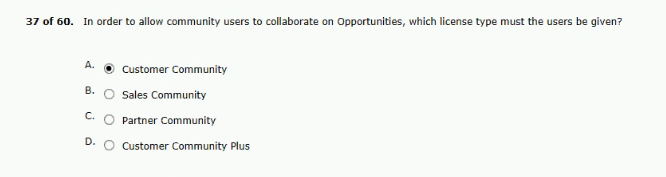 37 of 60. In order to allow community users to collaborate on Opportunities, which license type must the users be given?
A. Customer Community
B. Sales Community
C. Partner Community
D. Customer Community Plus